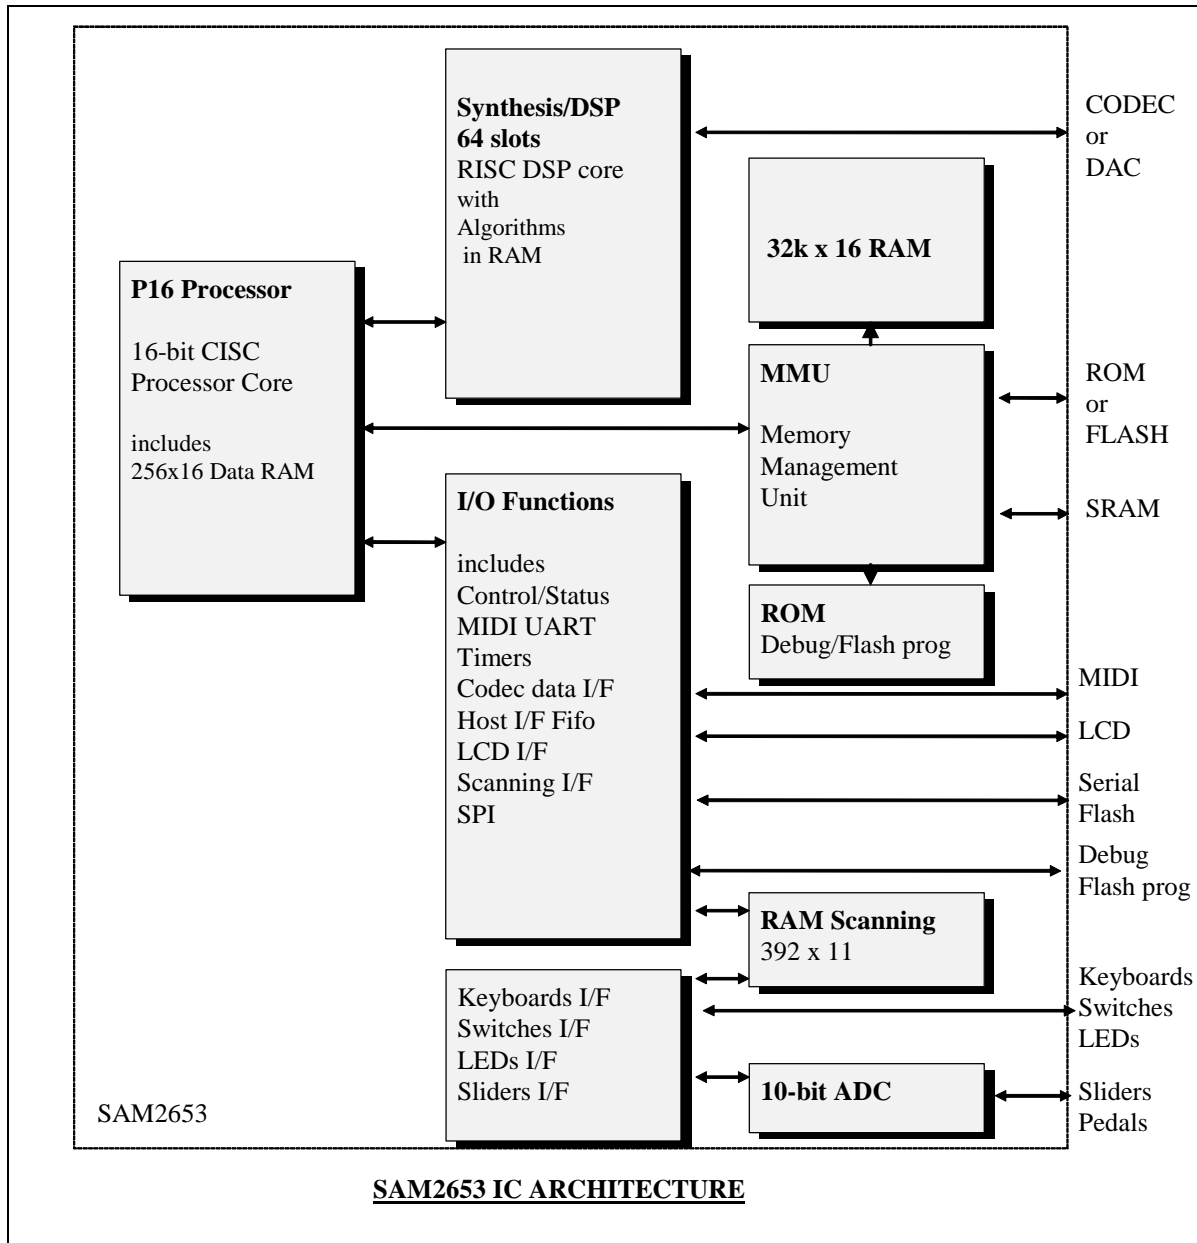 Synthesis/DSP
64 slots
RISC DSP core
with
Algorithms
in RAM
CODEC
or
DAC
32k x 16 RAM
P16 Processor
16-bit CISC
Processor Core
includes
256x16 Data RAM
MMU
Memory
Management
Unit
ROM
or
FLASH
SRAM
I/O Functions
includes
Control/Status
MIDI UART
Timers
Codec data I/F
Host I/F Fifo
LCD I/F
Scanning I/F
SPI
ROM
Debug/Flash prog
MIDI
LCD
Serial
Flash
Debug
Flash prog
RAM Scanning
392 x 11
Keyboards I/F
Switches I/F
LEDs I/F
Sliders I/F
Keyboards
Switches
LEDs
10-bit ADC
Sliders
Pedals
SAM2653
SAM2653 IC ARCHITECTURE